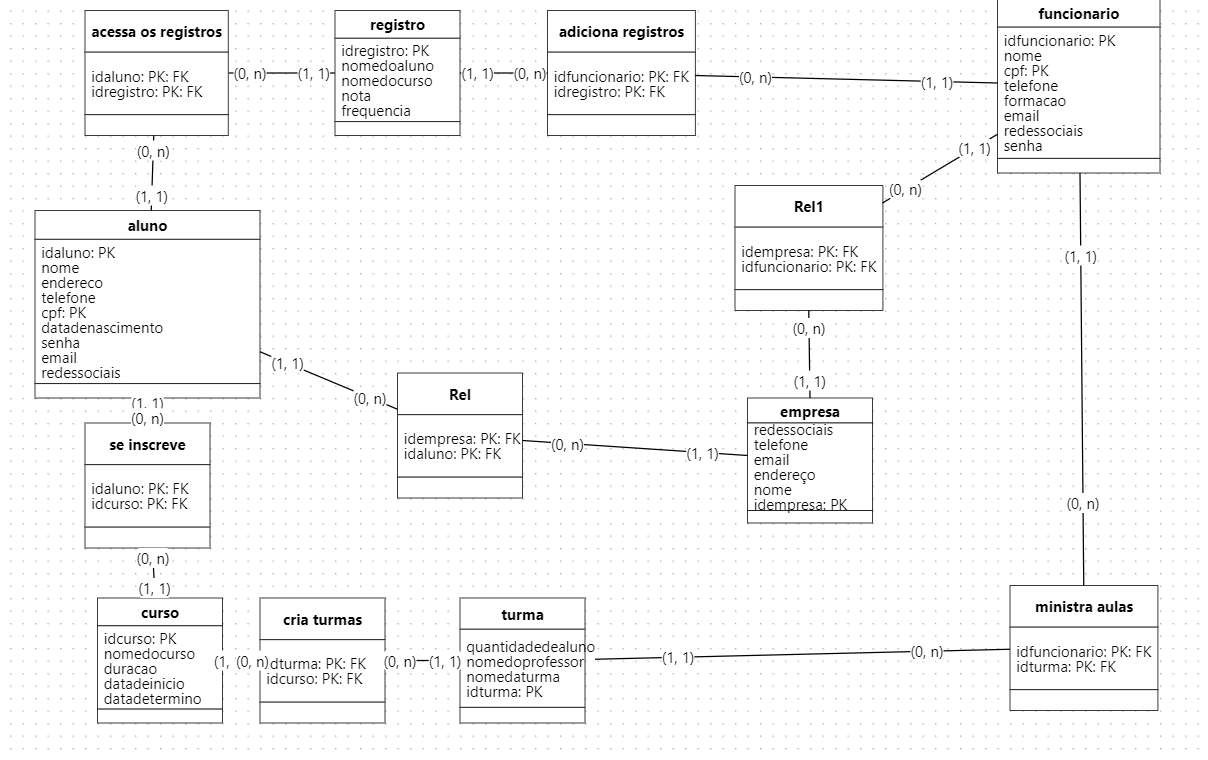 acessa os registros
idaluno: PK: FK
idregistro: PK: FK
(0, n)
(1, 1)
registro
idregistro: PK
nomedoaluno
nomedocurso
nota
frequencia
(1, 1)
(0, n)
adiciona registros
idfuncionario: PK: FK
idregistro: PK: FK
(0, n)
(1, 1)
funcionario
idfuncionario: PK
nome
cpf: PK
telefone
formacao
email
redessociais
senha
(0, n)
(1, 1)
(1, 1)
(0, n)
Rel1
idempresa: PK: FK
idfuncionario: PK: FK
(0, n)
(1, 1)
aluno
idaluno: PK
nome
endereco
telefone
cpf: PK
datadenascimento
senha
email
redessociais
(1, 1)
(0, n)
Rel
idempresa: PK: FK
idaluno: PK: FK
(0, n)
(1, 1)
empresa
redessociais
telefone
email
endereço
nome
idempresa: PK
(1, 1)
(0, n)
(1, 1)
(0, n)
se inscreve
idaluno: PK: FK
idcurso: PK: FK
(0, n)
(1, 1)
curso
idcurso: PK
nomedocurso
duracao
datadeinicio
datadetermino
(1,
(0, n)
cria turmas
dturma: PK: FK
idcurso: PK: FK
(0, n)
(1, 1)
turma
quantidadedealuno
nomedoprofessor
nomedaturma
idturma: PK
(1, 1)
(0, n)
ministra aulas
idfuncionario: PK: FK
idturma: PK: FK